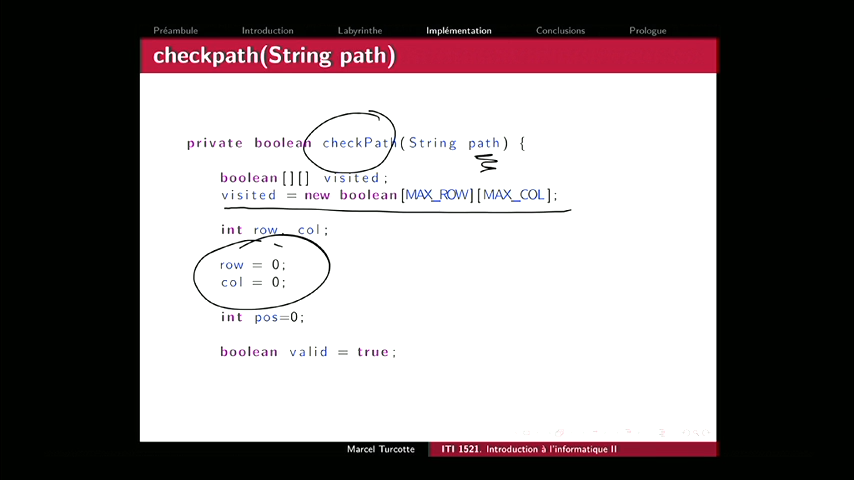 Préambule Introduction Labyrinthe Implémentation Conclusions Prologue
checkpath(String path)
private boolean checkPath(String path) {
boolean[][] visited;
visited = new boolean[MAX_ROW][MAX_COL];
int row, col;
row = 0;
col = 0;
int pos=0;
boolean valid = true;
Marcel Turcotte ITI 1521. Introduction à l'informatique II